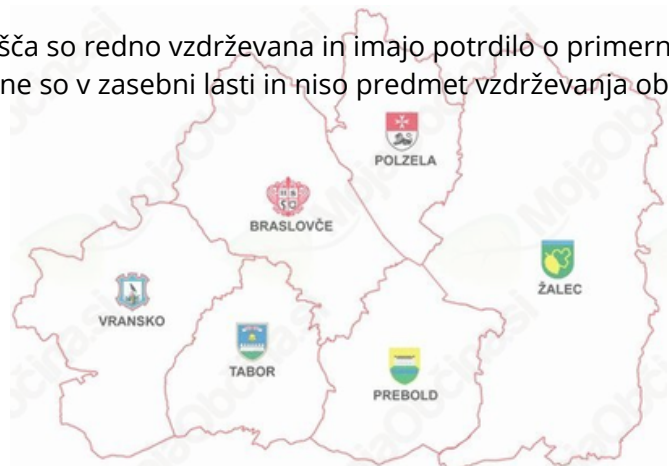 šča so redno vzdrževana in imajo potrdilo o primern
ne so v zasebni lasti in niso predmet vzdrževanja ob
POLZELA
BRASLOVČE
ŽALEC
VRANSKO
TABOR
PREBOLD